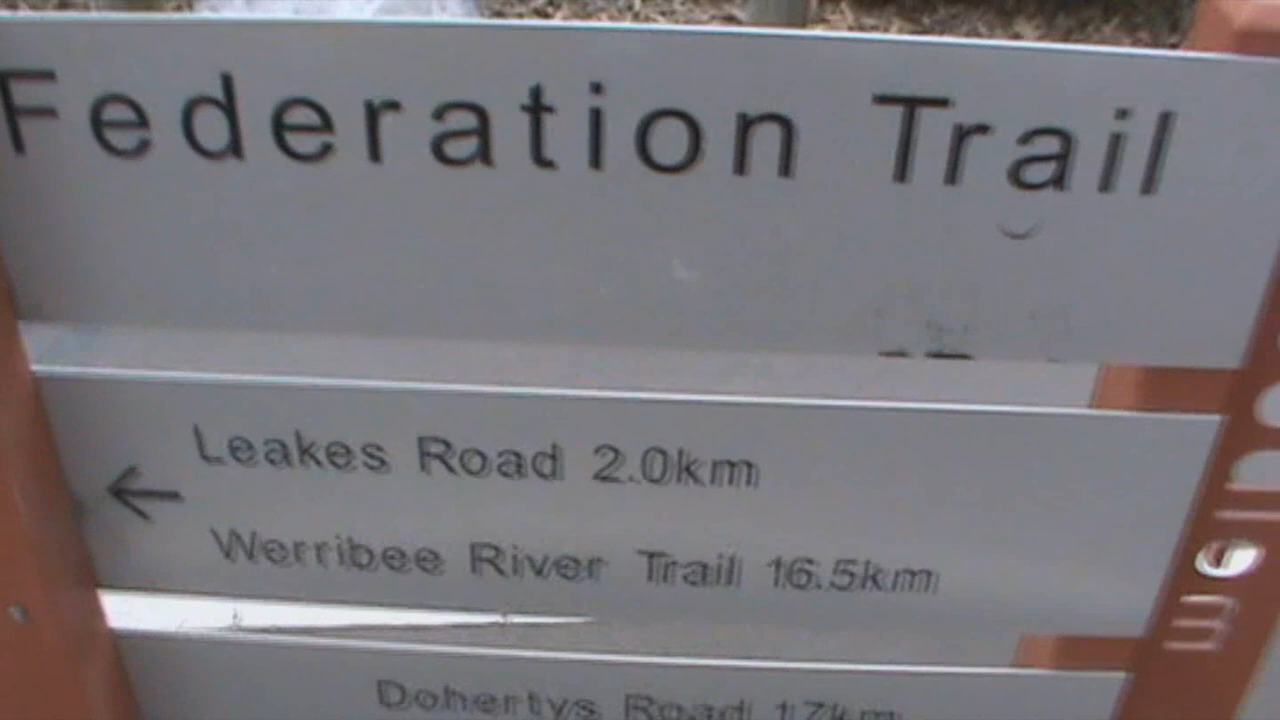 Federation Trail
Leakes Road 2.0km
Werribee River Trail 16.5km
Dohertys Road